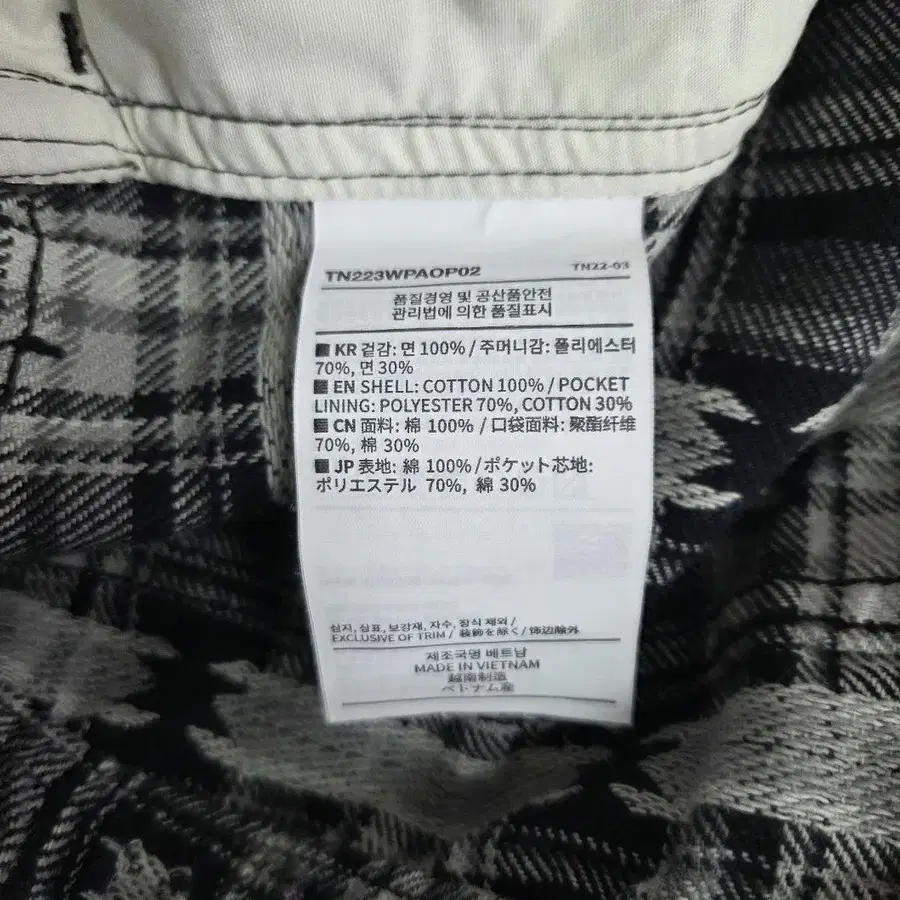 TN223WPAOP02
TN22-03
품질경영 및 공산품안전
관리법에 의한 품질표시
KR 겉감: 면 100% / 주머니감: 폴리에스터
70%, 면 30%
EN SHELL: COTTON 100% / POCKET
LINING: POLYESTER 70%, COTTON 30%
CN 面料: 棉 100% / 口袋面料: 聚酯纤维
70%, 棉 30%
JP 表地: 綿 100% / ポケット芯地:
ポリエステル 70%, 綿 30%
심지, 심표, 보강재, 자수, 장식 제외 /
EXCLUSIVE OF TRIM / 装飾を除く / 饰边除外
제조국명 베트남
MADE IN VIETNAM
越南制造
ベトナム産